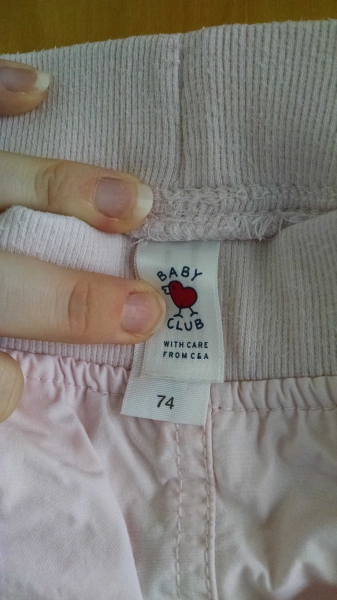 BABY
CLUB
WITH CARE
FROM C&A
74